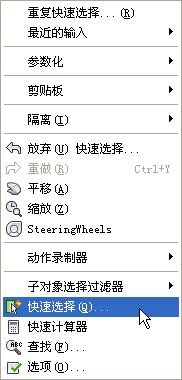 重复快速选择...(R)
最近的输入
参数化
剪贴板
隔离(I)
放弃(U) 快速选择...
重做(R) Ctrl+Y
平移(A)
缩放(Z)
SteeringWheels
动作录制器
子对象选择过滤器
快速选择(Q)...
快速计算器
ABC 查找(F)...
选项(O)...